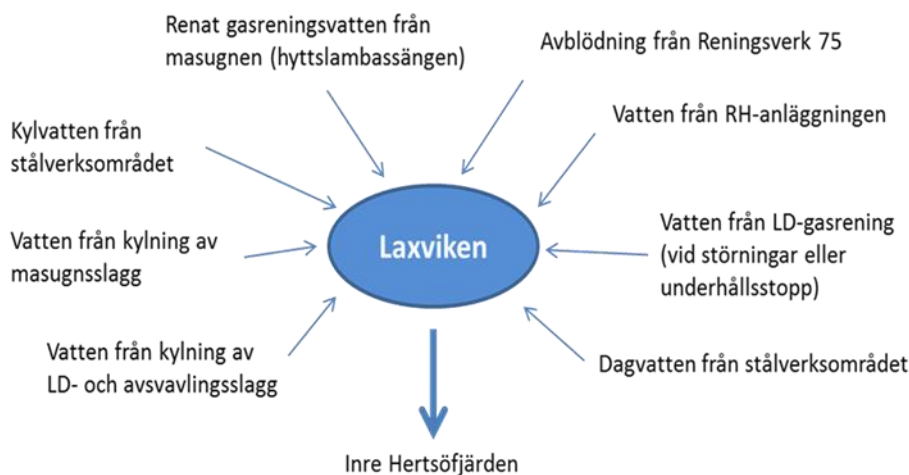 Renat gasreningsvatten från
masugnen (hyttslambassängen)
Avblödning från Reningsverk 75
Kylvatten från
stålverksområdet
Vatten från RH-anläggningen
Vatten från kylning av
masugnsslagg
Laxviken
Vatten från LD-gasrening
(vid störningar eller
underhållsstopp)
Vatten från kylning av
LD- och avsvavlingsslagg
Dagvatten från stålverksområdet
Inre Hertsöfjärden